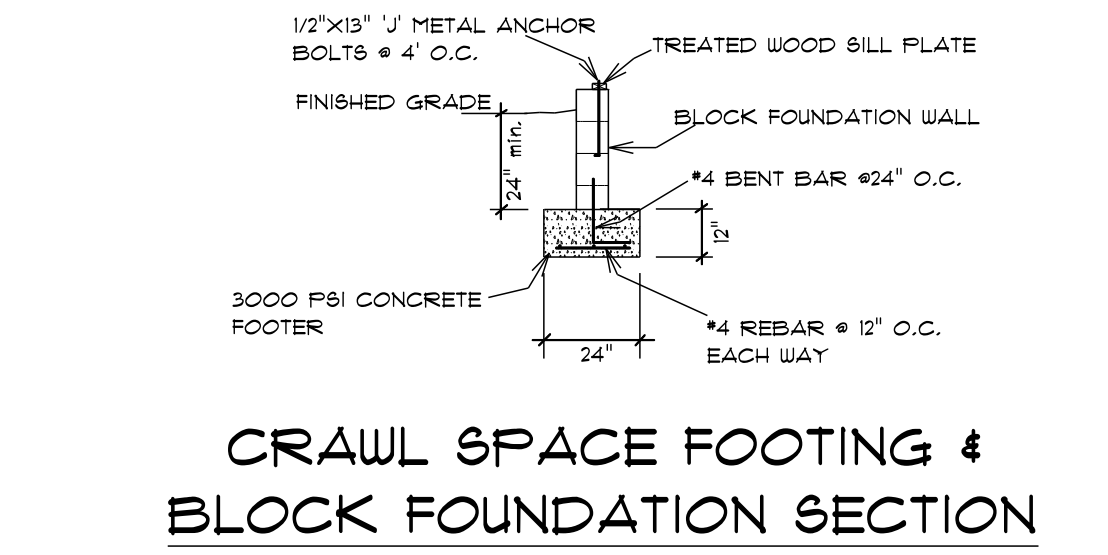 1/2"X13" 'J' METAL ANCHOR
BOLTS @ 4' O.C.
TREATED WOOD SILL PLATE
FINISHED GRADE
BLOCK FOUNDATION WALL
24" min.
#4 BENT BAR @24" O.C.
12"
3000 PSI CONCRETE
FOOTER
#4 REBAR @ 12" O.C.
EACH WAY
24"
CRAWL SPACE FOOTING &
BLOCK FOUNDATION SECTION